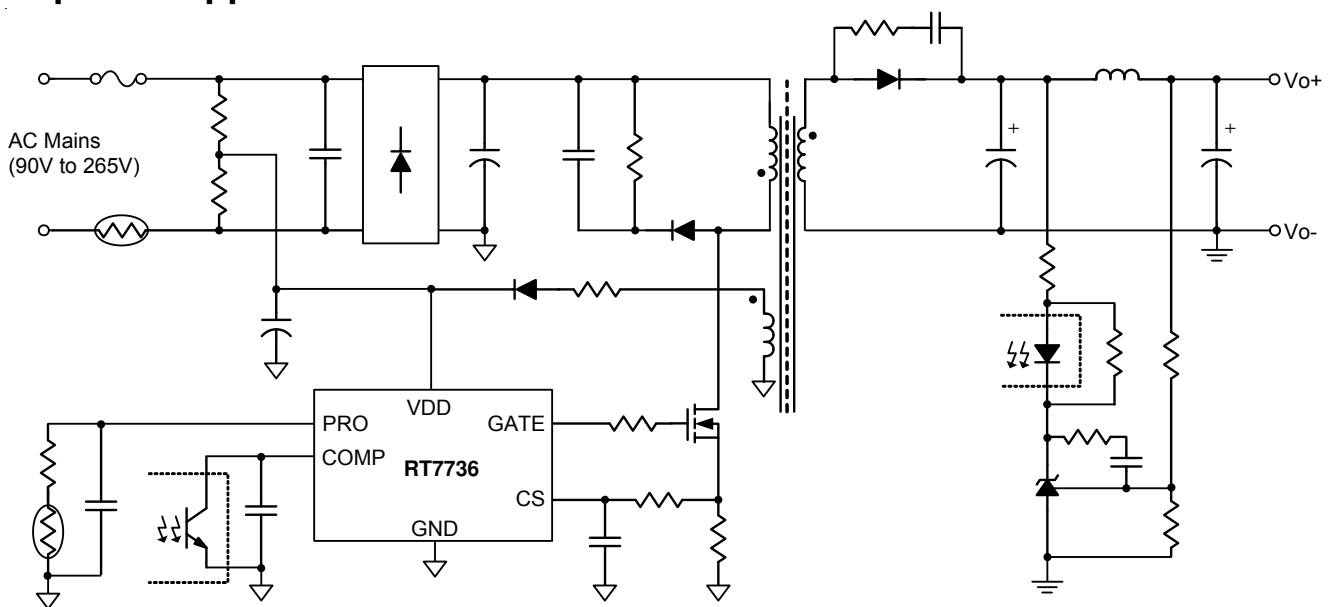 Vo+
+
+
AC Mains
(90V to 265V)
Vo-
VDD
PRO
GATE
COMP
RT7736
CS
GND